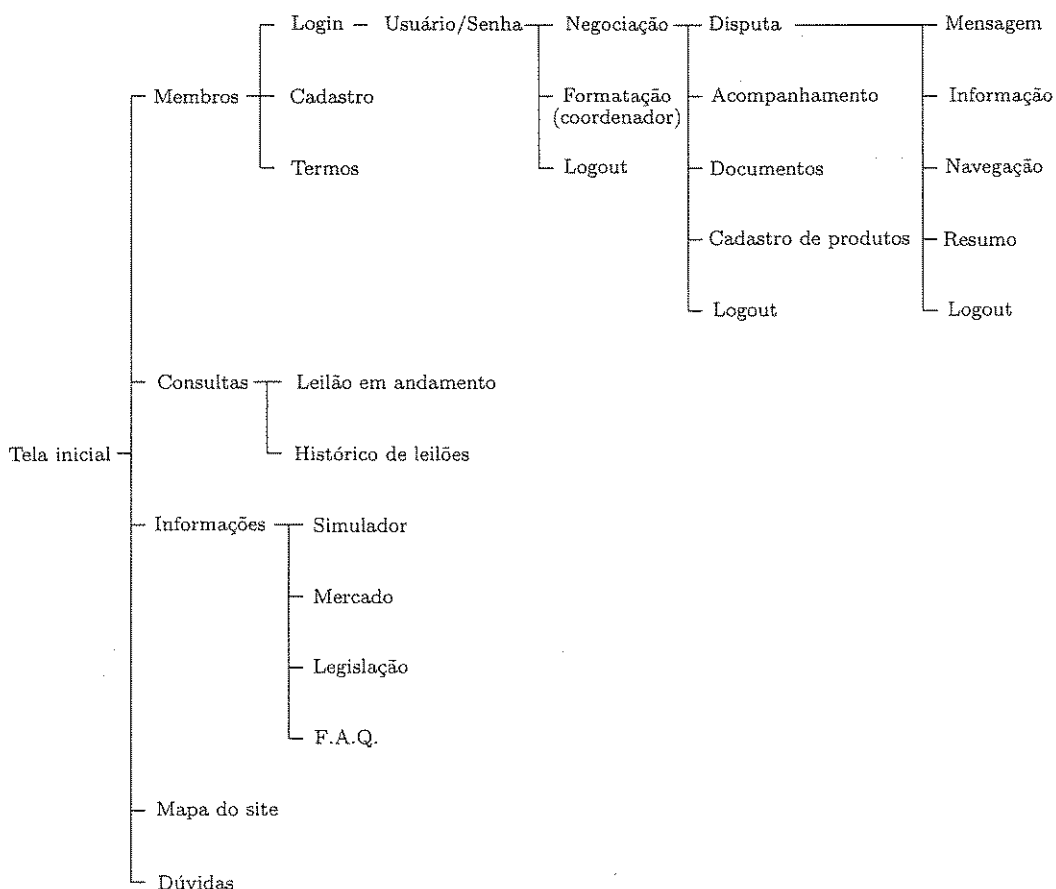 Login
Usuário/Senha
Negociação
Disputa
Mensagem
Membros
Cadastro
Formatação
(coordenador)
Acompanhamento
Informação
Termos
Logout
Documentos
Navegação
Cadastro de produtos
Resumo
Logout
Logout
Consultas
Leilão em andamento
Tela inicial
Histórico de leilões
Informações
Simulador
Mercado
Legislação
F.A.Q.
Mapa do site
Dúvidas